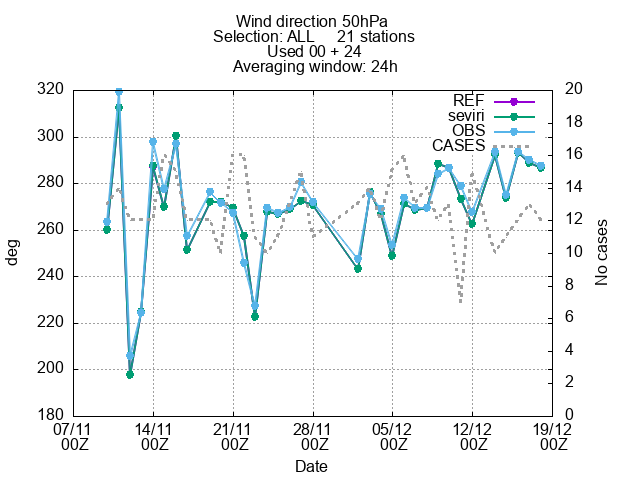 Wind direction 50hPa
Selection: ALL 21 stations
Used 00 + 24
Averaging window: 24h
REF
seviri
OBS
CASES
320
300
280
260
240
220
200
180
20
18
16
14
12
10
8
6
4
2
0
deg
No cases
07/11 14/11 21/11 28/11 05/12 12/12 19/12
00Z 00Z 00Z 00Z 00Z 00Z 00Z
Date